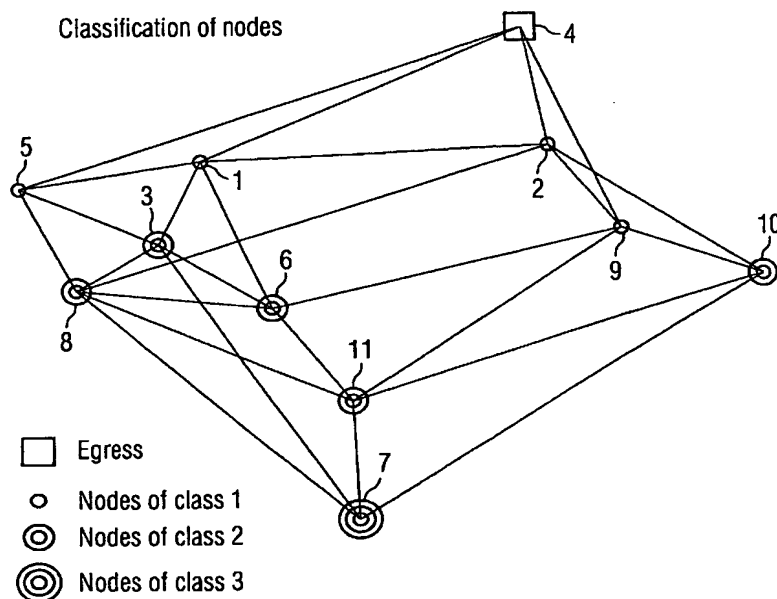 Classification of nodes
4
5
1
2
3
10
6
9
8
11
7
Egress
Nodes of class 1
Nodes of class 2
Nodes of class 3